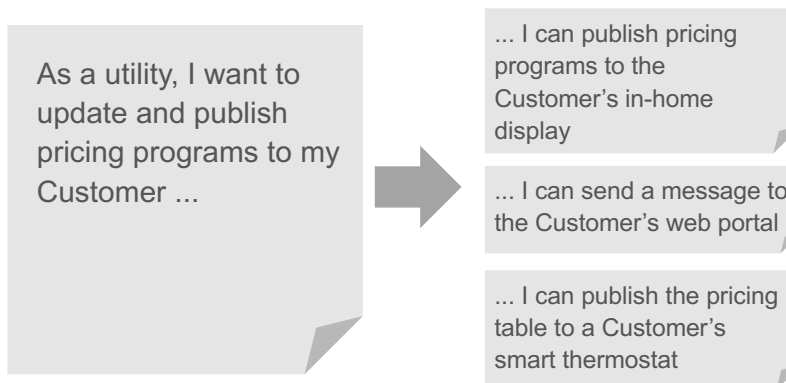 As a utility, I want to
update and publish
pricing programs to my
Customer ...
... I can publish pricing
programs to the
Customer’s in-home
display
... I can send a message to
the Customer’s web portal
... I can publish the pricing
table to a Customer’s
smart thermostat